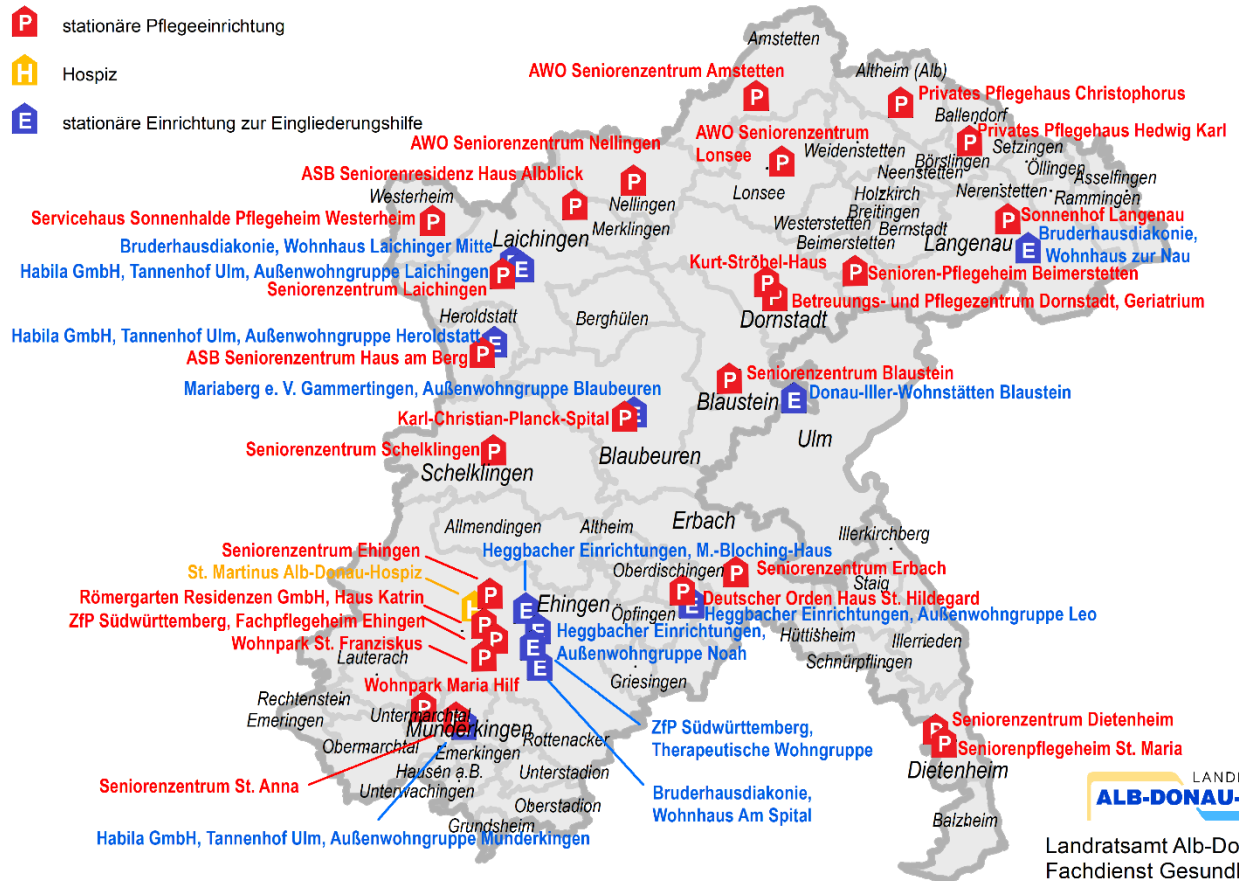 P stationäre Pflegeeinrichtung
H Hospiz
E stationäre Einrichtung zur Eingliederungshilfe
Amstetten
AWO Seniorenzentrum Amstetten
P
Altheim (Alb)
P
Privates Pflegehaus Christophorus
Ballendorf
AWO Seniorenzentrum
Lonsee
P
Weidenstetten
P
Privates Pflegehaus Hedwig Karl
Setzingen
Börslingen
Neenstetten
Öllingen
Asselfingen
AWO Seniorenzentrum Nellingen
P
ASB Seniorenresidenz Haus Albblick
P
Lonsee
Holzkirch
Nerenstetten
Rammingen
Westerheim
Nellingen
Breitingen
Servicehaus Sonnenhalde Pflegeheim Westerheim
P
Merklingen
Westerstetten
Bernstadt
P
Sonnenhof Langenau
Bruderhausdiakonie, Wohnhaus Laichinger Mitte
Laichingen
Beimerstetten
Langenau
Bruderhausdiakonie,
Wohnhaus zur Nau
E
Habila GmbH, Tannenhof Ulm, Außenwohngruppe Laichingen
P
E
Kurt-Ströbel-Haus
P
P
Senioren-Pflegeheim Beimerstetten
Seniorenzentrum Laichingen
P
Betreuungs- und Pflegezentrum Dornstadt, Geriatrium
Heroldstatt
Berghülen
Dornstadt
Habila GmbH, Tannenhof Ulm, Außenwohngruppe Heroldstatt
E
ASB Seniorenzentrum Haus am Berg
P
Mariaberg e. V. Gammertingen, Außenwohngruppe Blaubeuren
P
Seniorenzentrum Blaustein
Blaustein
E
Donau-Iller-Wohnstätten Blaustein
Karl-Christian-Planck-Spital
P
E
Ulm
Seniorenzentrum Schelklingen
P
Blaubeuren
Schelklingen
Allmendingen
Altheim
Erbach
Illerkirchberg
Seniorenzentrum Ehingen
Heggbacher Einrichtungen, M.-Bloching-Haus
St. Martinus Alb-Donau-Hospiz
Oberdischingen
P
Seniorenzentrum Erbach
Staig
Römergarten Residenzen GmbH, Haus Katrin
H
P
E
Ehingen
P
Deutscher Orden Haus St. Hildegard
ZfP Südwürttemberg, Fachpflegeheim Ehingen
P
Öpfingen
E
Heggbacher Einrichtungen, Außenwohngruppe Leo
Wohnpark St. Franziskus
P
P
E
E
E
Heggbacher Einrichtungen,
Außenwohngruppe Noah
Hüttisheim
Illerrieden
Lauterach
Schnürpflingen
Wohnpark Maria Hilf
Griesingen
Rechtenstein
Emeringen
P
Untermarchtal
Munderkingen
Obermarchtal
Emerkingen
Rottenacker
ZfP Südwürttemberg,
Therapeutische Wohngruppe
P
Seniorenzentrum Dietenheim
P
Seniorenpflegeheim St. Maria
Dietenheim
Seniorenzentrum St. Anna
Hausen a.B.
Unterstadion
Unterwachingen
Oberstadion
Bruderhausdiakonie,
Wohnhaus Am Spital
Grundsheim
Balzheim
Habila GmbH, Tannenhof Ulm, Außenwohngruppe Munderkingen
LAND
ALB-DONAU-
Landratsamt Alb-Do
Fachdienst Gesundh